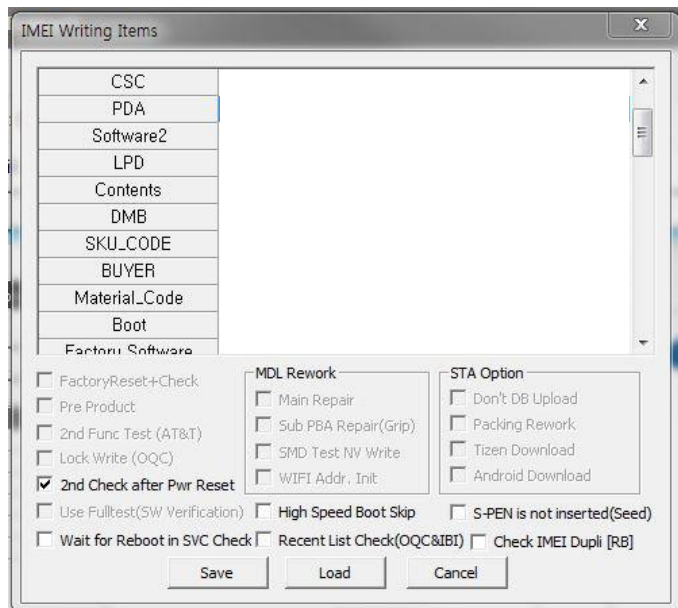 IMEI Writing Items
X
CSC
PDA
Software2
LPD
Contents
DMB
SKU_CODE
BUYER
Material_Code
Boot
Factory Software
FactoryReset+Check
Pre Product
2nd Func Test (AT&T)
Lock Write (OQC)
2nd Check after Pwr Reset
Use Fulltest(SW Verification)
Wait for Reboot in SVC Check
MDL Rework
Main Repair
Sub PBA Repair(Grip)
SMD Test NV Write
WIFI Addr. Init
High Speed Boot Skip
Recent List Check(OQC&IBI)
STA Option
Don't DB Upload
Packing Rework
Tizen Download
Android Download
S-PEN is not inserted(Seed)
Check IMEI Dupli [RB]
Save
Load
Cancel